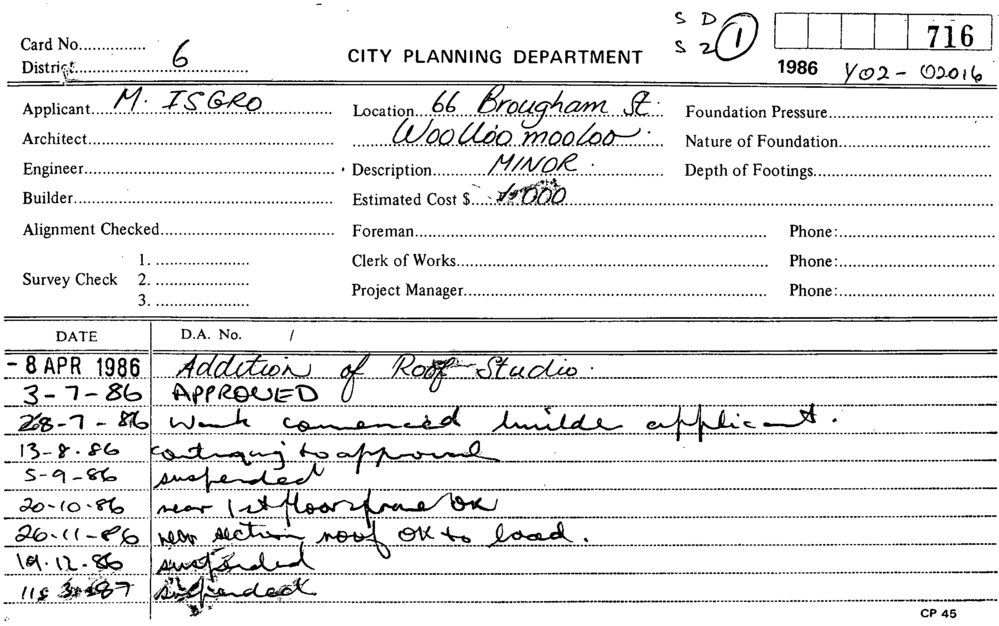 S D
S 2 1
716
Card No...............
District.................... 6
CITY PLANNING DEPARTMENT
1986 Y02-02016
Applicant.... M. ISGRO
Location.. 66 Brougham St.
Foundation Pressure
Architect
Woolloomooloo.
Nature of Foundation
Engineer
Description MINOR.
Depth of Footings
Builder
Estimated Cost $ 000
Alignment Checked
Foreman
Phone:
Survey Check
1.
2.
3.
Clerk of Works
Phone:
Project Manager
Phone:
DATE D.A. No. /
-8 APR 1986 Addition of Roof Studio.
3-7-86 APPROVED
28-7-86 Work comenced builder applicant.
13-8-86 to approval
5-9-86 suspended
20-10-86 rear 1st floor frame OK
26-11-86 rear section roof OK to load.
19.12.86 suspended
87 suspended
CP 45